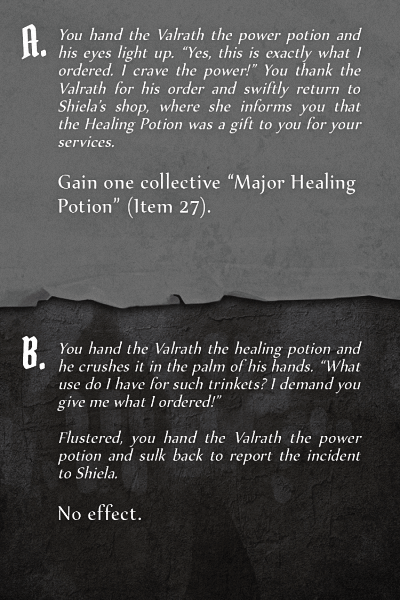 A.
You hand the Valrath the power potion and
his eyes light up. “Yes, this is exactly what I
ordered. I crave the power!” You thank the
Valrath for his order and swiftly return to
Shiela’s shop, where she informs you that
the Healing Potion was a gift to you for your
services.
Gain one collective “Major Healing
Potion” (Item 27).
B.
You hand the Valrath the healing potion and
he crushes it in the palm of his hands. “What
use do I have for such trinkets? I demand you
give me what I ordered!”
Flustered, you hand the Valrath the power
potion and sulk back to report the incident
to Shiela.
No effect.